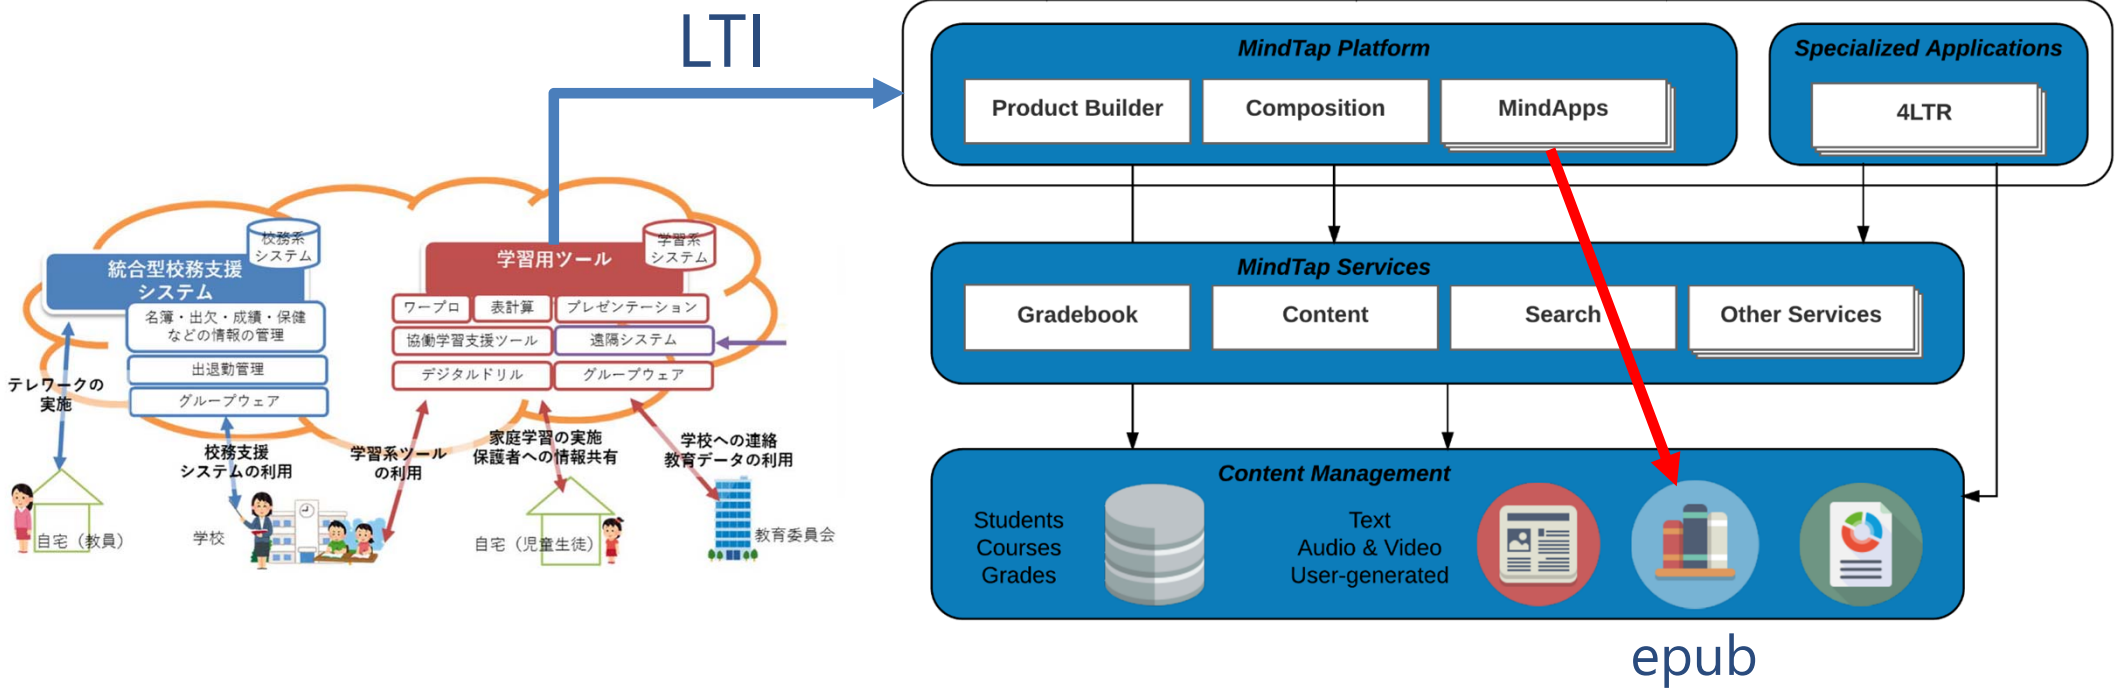 LTI
校務系
システム
統合型校務支援
システム
名簿・出欠・成績・保健
などの情報の管理
出退勤管理
グループウェア
学習系
システム
学習用ツール
ワープロ
表計算
プレゼンテーション
協働学習支援ツール
遠隔システム
デジタルドリル
グループウェア
テレワークの
実施
校務支援
システムの利用
学習系ツール
の利用
家庭学習の実施
保護者への情報共有
学校への連絡
教育データの利用
自宅（教員）
学校
自宅（児童生徒）
教育委員会
MindTap Platform
Product Builder
Composition
MindApps
Specialized Applications
4LTR
MindTap Services
Gradebook
Content
Search
Other Services
Content Management
Students
Courses
Grades
Text
Audio & Video
User-generated
epub